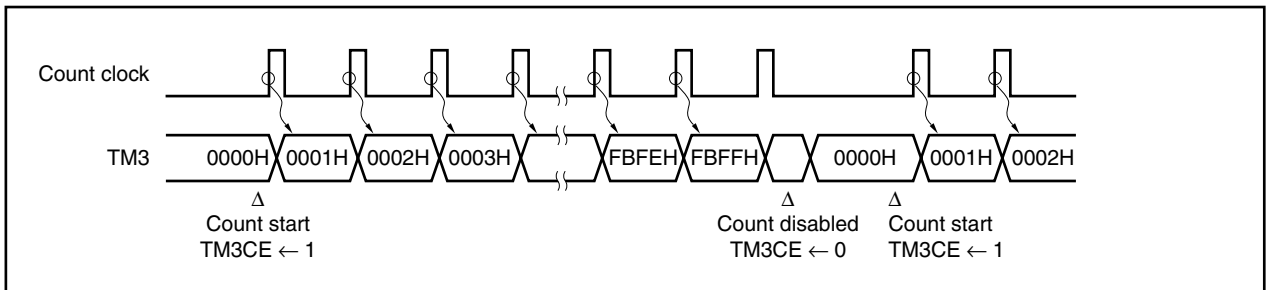 Count clock
TM3 0000H 0001H 0002H 0003H FBFEH FBFFH 0000H 0001H 0002H
Δ Δ Δ
Count start Count disabled Count start
TM3CE ← 1 TM3CE ← 0 TM3CE ← 1